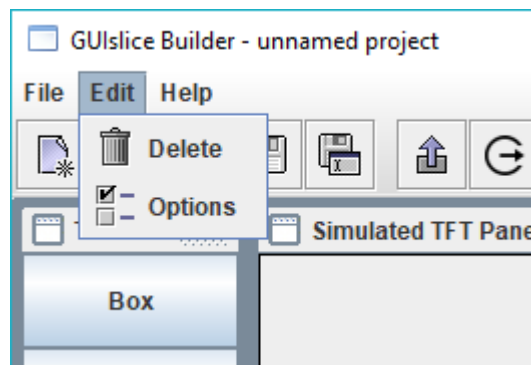 GUIslice Builder - unnamed project
File Edit Help
Delete
Options
Simulated TFT Pane
Box